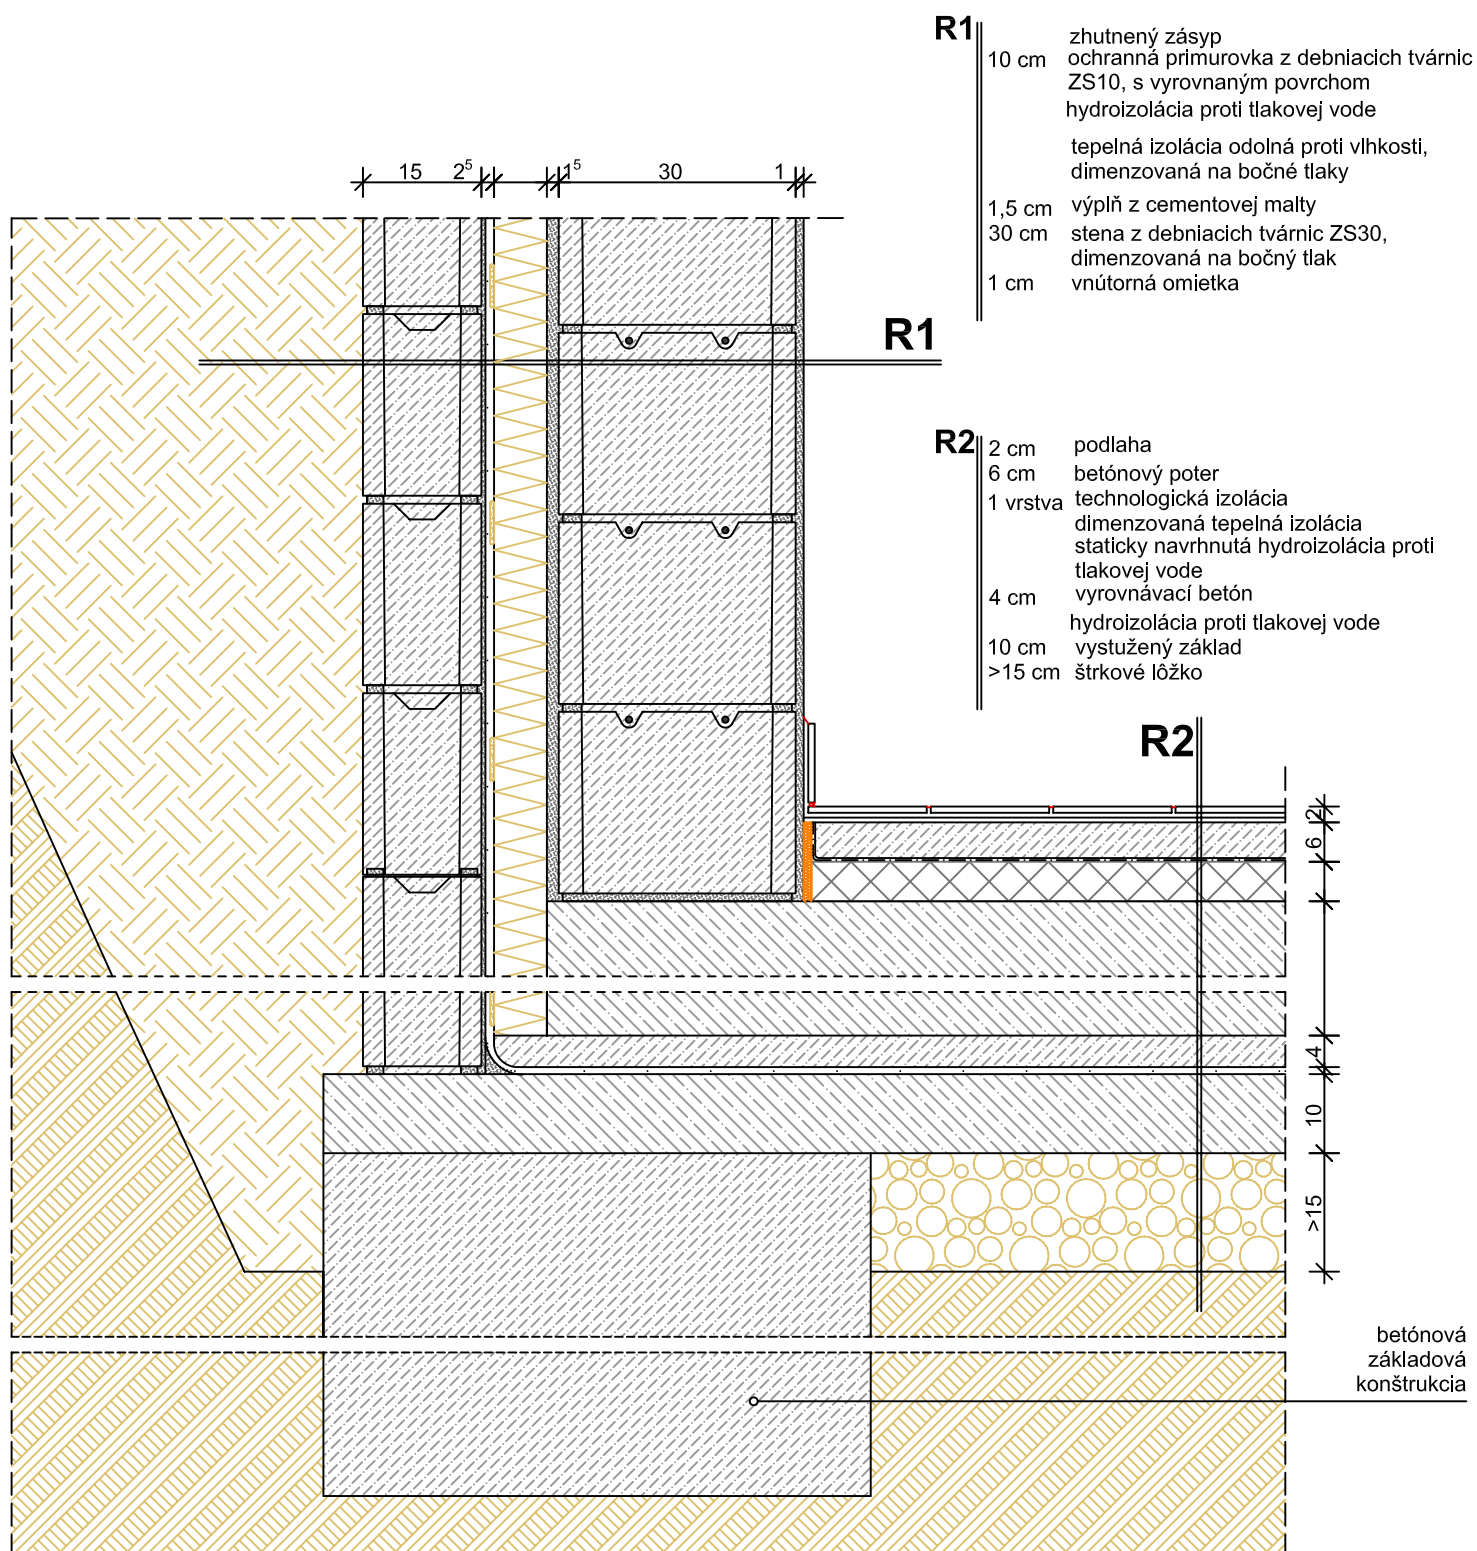 R1
zhutnený zásyp
10 cm ochranná primurovka z debniacich tvárnic
ZS10, s vyrovnaným povrchom
hydroizolácia proti tlakovej vode
tepelná izolácia odolná proti vlhkosti,
dimenzovaná na bočné tlaky
1,5 cm výplň z cementovej malty
30 cm stena z debniacich tvárnic ZS30,
dimenzovaná na bočný tlak
1 cm vnútorná omietka
15 2⁵ 1⁵ 30 1
R1
R2
2 cm podlaha
6 cm betónový poter
1 vrstva technologická izolácia
dimenzovaná tepelná izolácia
staticky navrhnutá hydroizolácia proti
tlakovej vode
4 cm vyrovnávací betón
hydroizolácia proti tlakovej vode
10 cm vystužený základ
>15 cm štrkové lôžko
R2
2
6
4
10
>15
betónová
základová
konštrukcia